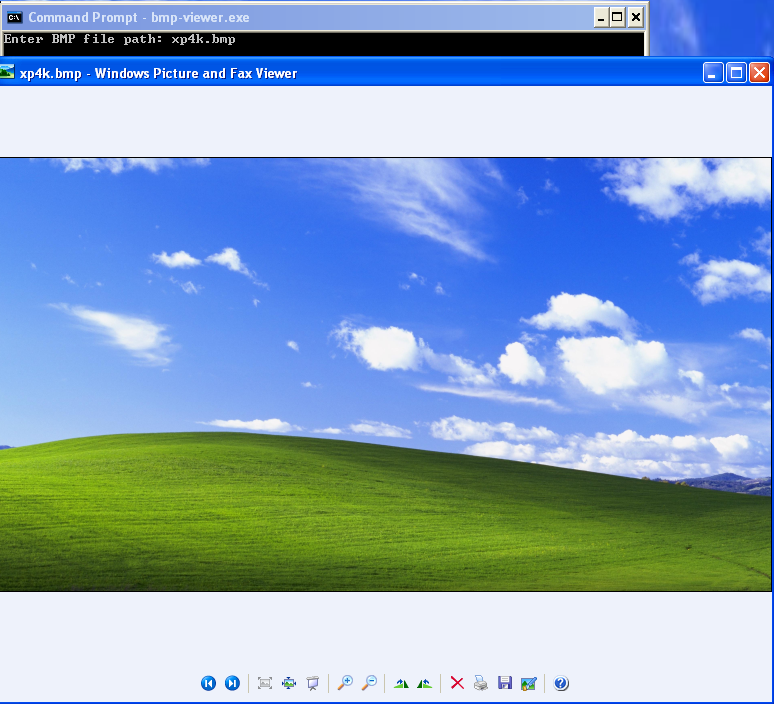 Command Prompt - bmp-viewer.exe
Enter BMP file path: xp4k.bmp
xp4k.bmp - Windows Picture and Fax Viewer